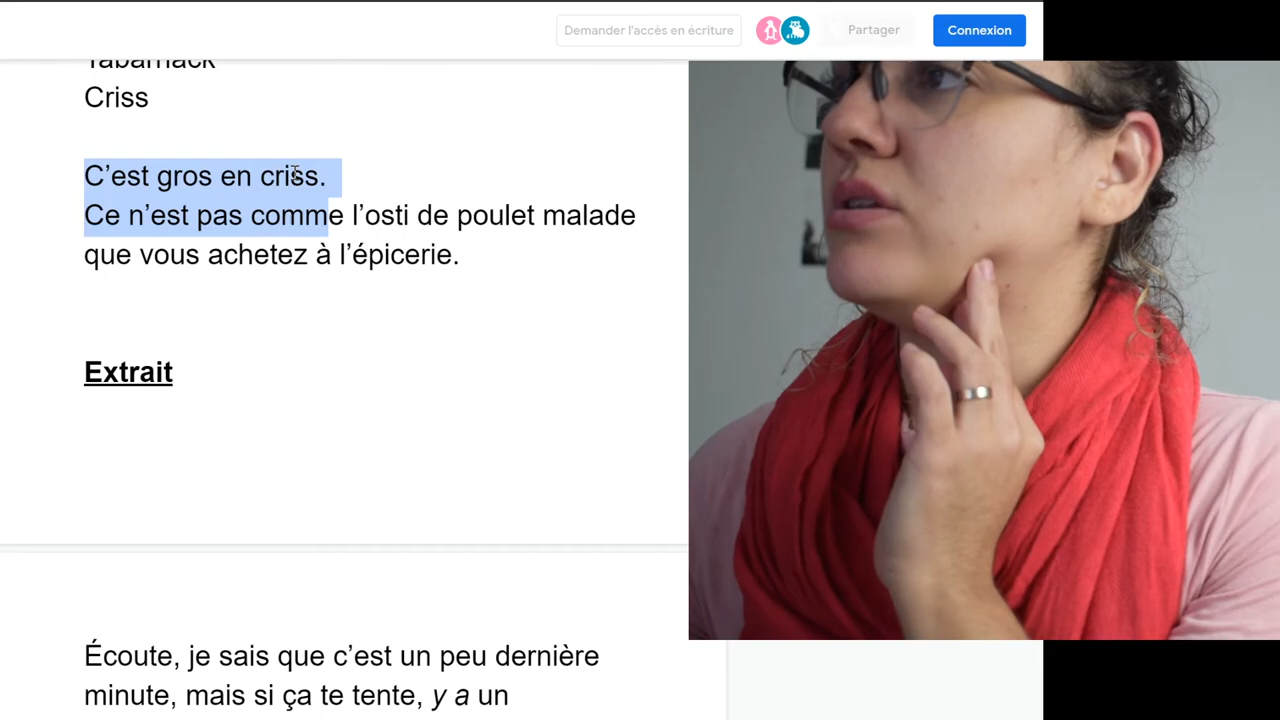 Demander l'accès en écriture
Partager
Connexion
Tabarnack
Criss
C'est gros en criss.
Ce n'est pas comme l'osti de poulet malade
que vous achetez à l'épicerie.
Extrait
Écoute, je sais que c'est un peu dernière
minute, mais si ça te tente, y a un